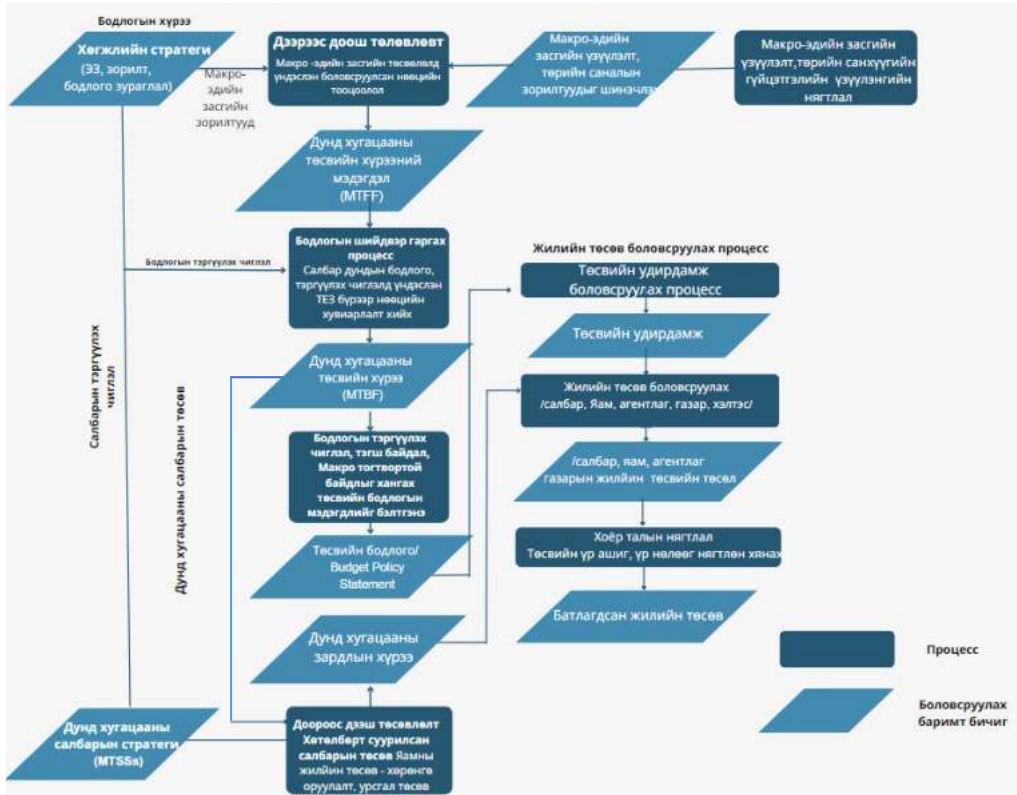 Бодлогын хүрээ
Хөгжлийн стратеги
(ЭЗ, зорилт,
бодлого зураглал)
Макро-
эдийн
засгийн
зорилтууд
Дээрээс доош төлөвлөвт
Макро -эдийн засгийн төсөөлөлд
үндэслэн боловсруулсан нөөцийн
тооцоолол
Макро-эдийн
засгийн үзүүлэлт,
төрийн саналын
зорилтуудыг шинэчлэх
Макро-эдийн засгийн
үзүүлэлт,төрийн санхүүгийн
гүйцэтгэлийн үзүүлэнгийн
нягтлал
Дунд хугацааны
төсвийн хүрээний
мэдэгдэл
(MTFF)
Бодлогын тэргүүлэх чиглэл
Бодлогын шийдвэр гаргах
процесс
Салбар дундын бодлого,
тэргүүлэх чиглэлд үндэслэн
ТЕЗ бүрээр нөөцийн
хувиарлалт хийх
Дунд хугацааны
төсвийн хүрээ
(MTBF)
Бодлогын тэргүүлэх
чиглэл, тэгш байдал,
Макро тогтвортой
байдлыг хангах
төсвийн бодлогын
мэдэгдлийг бэлтгэнэ
Төсвийн бодлого/
Budget Policy
Statement
Дунд хугацааны
зардлын хүрээ
Доороос дээш төсөвлөлт
Хөтөлбөрт суурилсан
салбарын төсөв Яамны
жилийн төсөв - хөрөнгө
оруулалт, урсгал төсөв
Дунд хугацааны
салбарын стратеги
(MTSSs)
Салбарын тэргүүлэх
чиглэл
Дунд хугацааны салбарын төсөв
Жилийн төсөв боловсруулах процесс
Төсвийн удирдамж
боловсруулах процесс
Төсвийн удирдамж
Жилийн төсөв боловсруулах
/салбар, Яам, агентлаг, газар, хэлтэс/
/салбар, яам, агентлаг
газарын жилийн төсвийн төсөл
Хоёр талын нягтлал
Төсвийн үр ашиг, үр нөлөөг нягтлөн хянах
Батлагдсан жилийн төсөв
Процесс
Боловсруулах
баримт бичиг